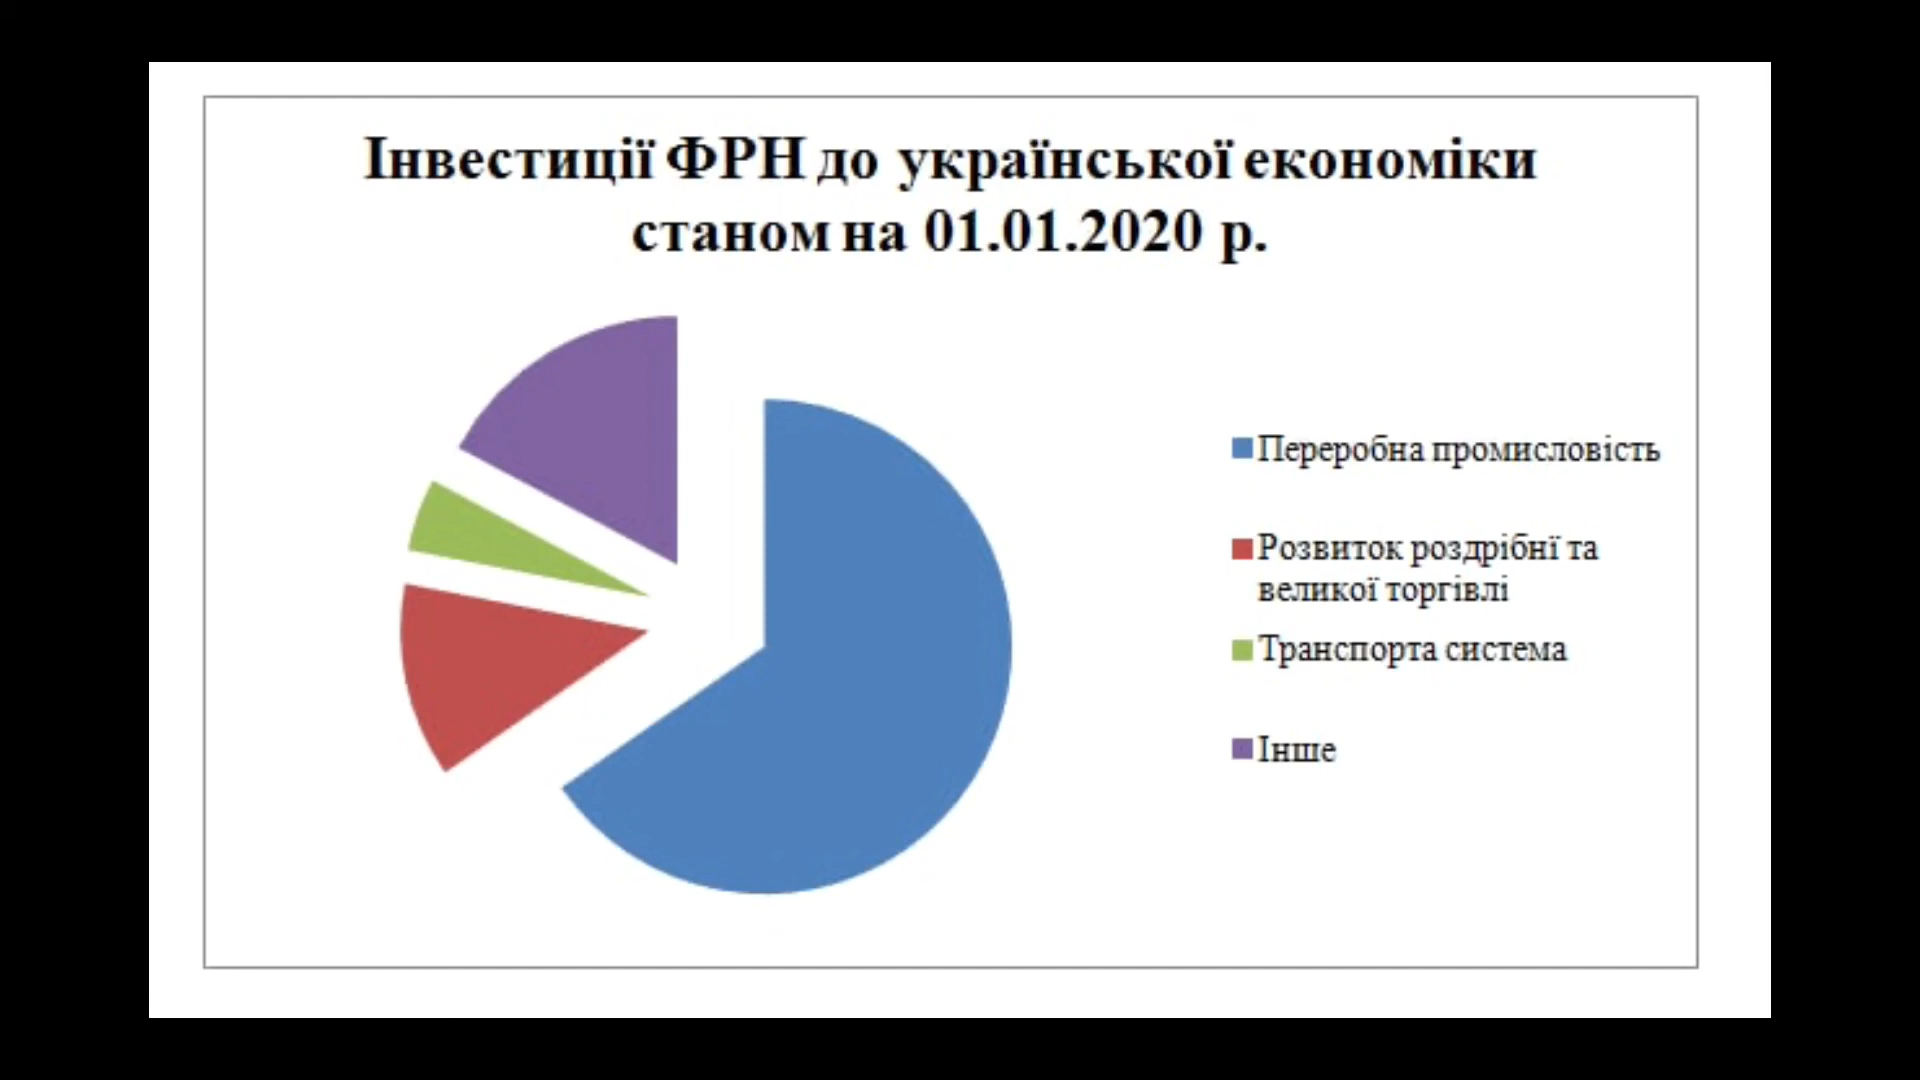 Інвестиції ФРН до української економіки
станом на 01.01.2020 р.
Переробна промисловість
Розвиток роздрібнї та
великої торгівлі
Транспорта система
Інше